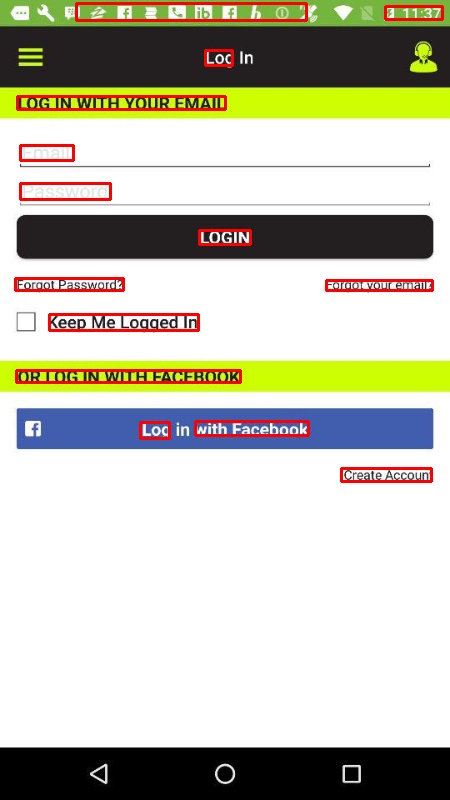 11:37
Log In
LOG IN WITH YOUR EMAIL
Email
Password
LOGIN
Forgot Password? Forgot your email?
Keep Me Logged In
OR LOG IN WITH FACEBOOK
Log in with Facebook
Create Account